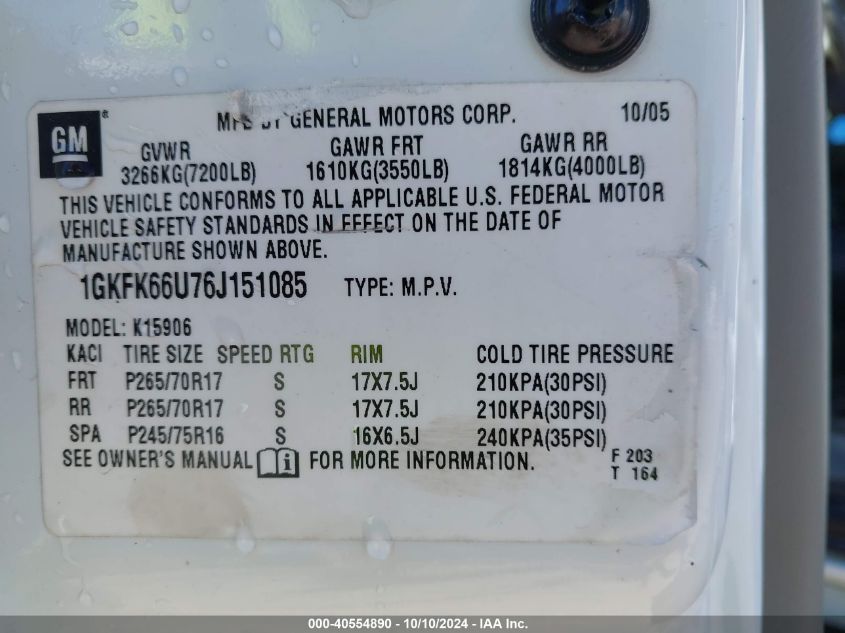 GM ®
MFD BY GENERAL MOTORS CORP. 10/05
GVWR GAWR FRT GAWR RR
3266KG(7200LB) 1610KG(3550LB) 1814KG(4000LB)
THIS VEHICLE CONFORMS TO ALL APPLICABLE U.S. FEDERAL MOTOR
VEHICLE SAFETY STANDARDS IN EFFECT ON THE DATE OF
MANUFACTURE SHOWN ABOVE.
1GKFK66U76J151085 TYPE: M.P.V.
MODEL: K15906
KACI TIRE SIZE SPEED RTG RIM COLD TIRE PRESSURE
FRT P265/70R17 S 17X7.5J 210KPA(30PSI)
RR P265/70R17 S 17X7.5J 210KPA(30PSI)
SPA P245/75R16 S 16X6.5J 240KPA(35PSI)
SEE OWNER'S MANUAL i FOR MORE INFORMATION. F 203
T 164
000-40554890 - 10/10/2024 - IAA Inc.